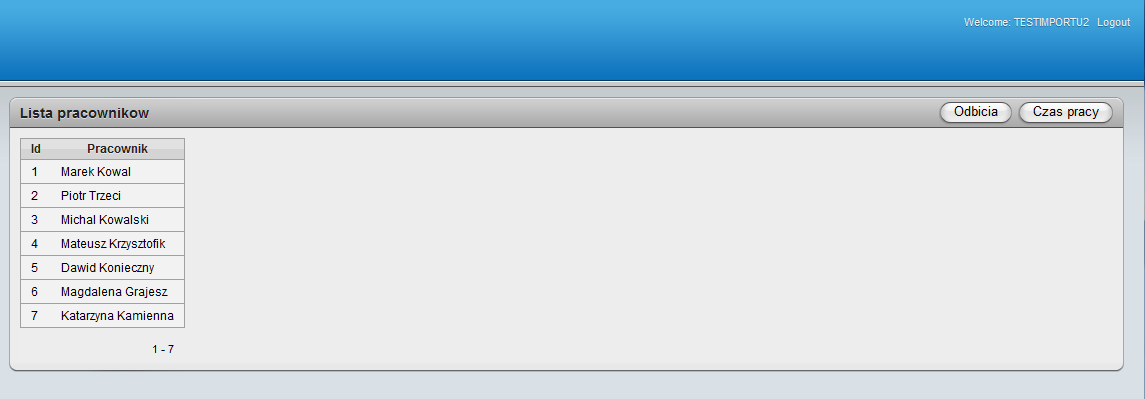 Welcome: TESTIMPORTU2 Logout
Lista pracownikow Odbicia Czas pracy
Id Pracownik
1 Marek Kowal
2 Piotr Trzeci
3 Michal Kowalski
4 Mateusz Krzysztofik
5 Dawid Konieczny
6 Magdalena Grajesz
7 Katarzyna Kamienna
1 - 7